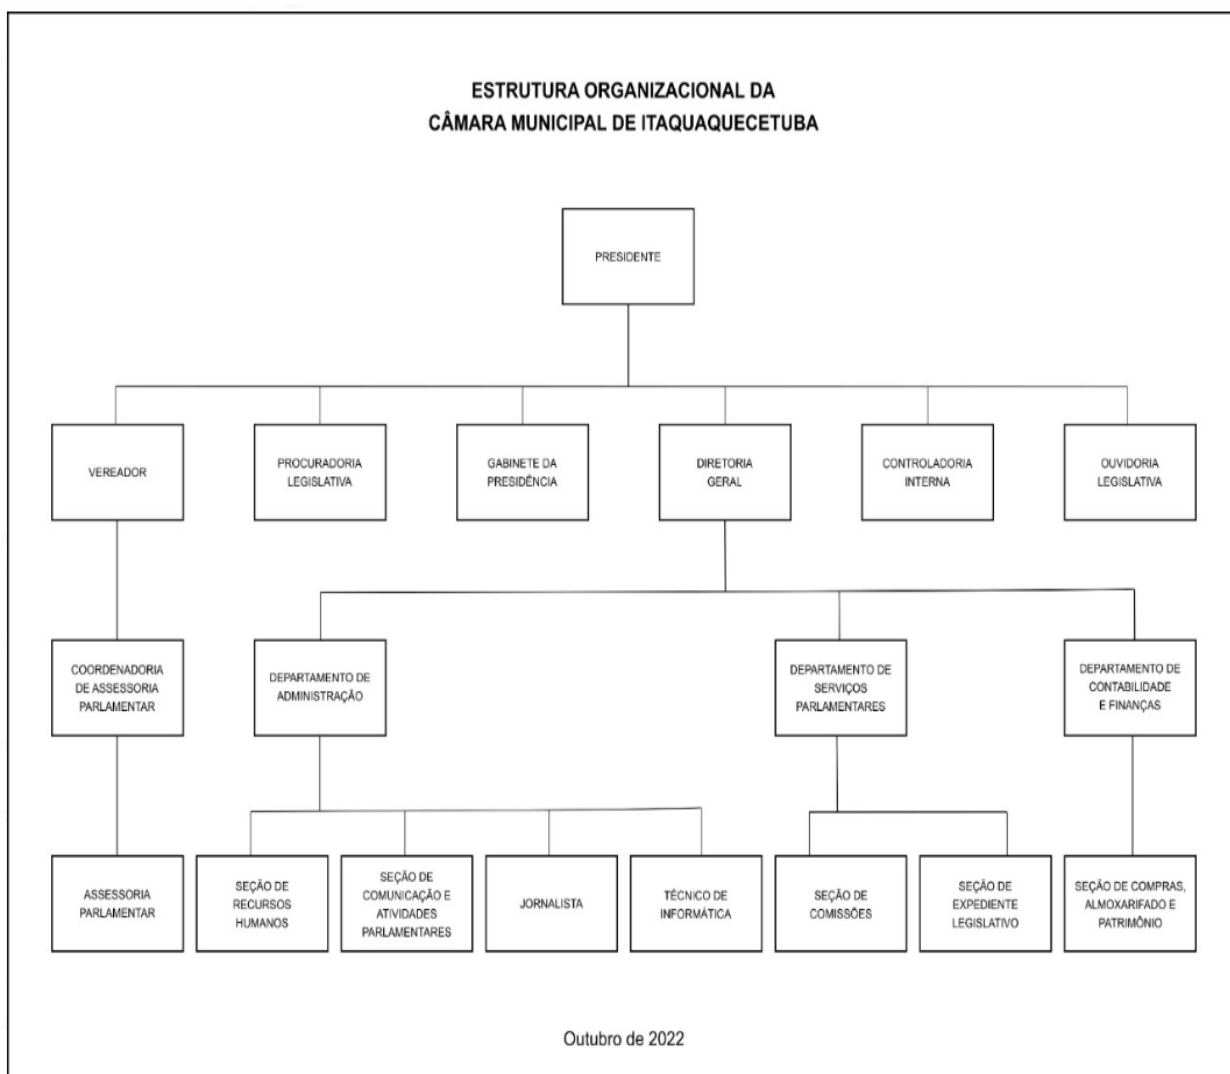 ESTRUTURA ORGANIZACIONAL DA
CÂMARA MUNICIPAL DE ITAQUAQUECETUBA
PRESIDENTE
VEREADOR
PROCURADORIA
LEGISLATIVA
GABINETE DA
PRESIDÊNCIA
DIRETORIA
GERAL
CONTROLADORIA
INTERNA
OUVIDORIA
LEGISLATIVA
COORDENADORIA
DE ASSESSORIA
PARLAMENTAR
DEPARTAMENTO DE
ADMINISTRAÇÃO
DEPARTAMENTO DE
SERVIÇOS
PARLAMENTARES
DEPARTAMENTO DE
CONTABILIDADE
E FINANÇAS
ASSESSORIA
PARLAMENTAR
SEÇÃO DE
RECURSOS
HUMANOS
SEÇÃO DE
COMUNICAÇÃO E
ATIVIDADES
PARLAMENTARES
JORNALISTA
TÉCNICO DE
INFORMÁTICA
SEÇÃO DE
COMISSÕES
SEÇÃO DE
EXPEDIENTE
LEGISLATIVO
SEÇÃO DE COMPRAS,
ALMOXARIFADO E
PATRIMÔNIO
Outubro de 2022